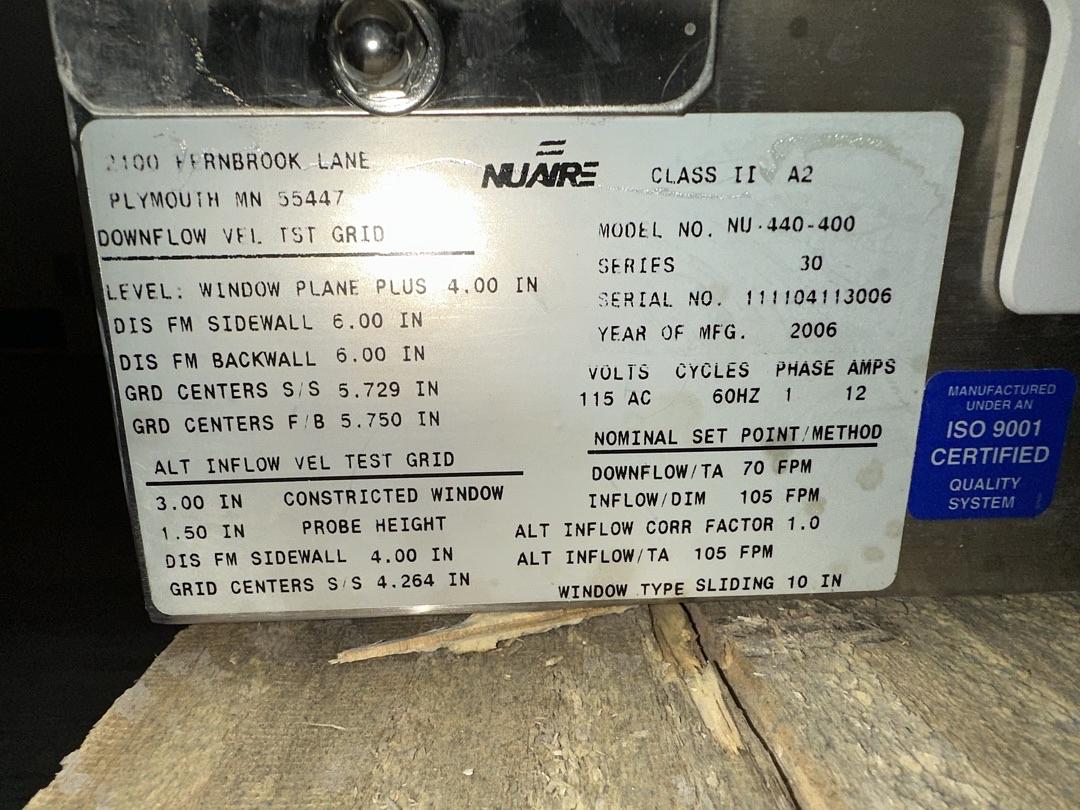 2100 FERNBROOK LANE
PLYMOUTH MN 55447
DOWNFLOW VEL TST GRID
LEVEL: WINDOW PLANE PLUS 4.00 IN
DIS FM SIDEWALL 6.00 IN
DIS FM BACKWALL 6.00 IN
GRD CENTERS S/S 5.729 IN
GRD CENTERS F/B 5.750 IN
ALT INFLOW VEL TEST GRID
3.00 IN CONSTRICTED WINDOW
1.50 IN PROBE HEIGHT
DIS FM SIDEWALL 4.00 IN
GRID CENTERS S/S 4.264 IN
NUAIRE
CLASS II A2
MODEL NO. NU-440-400
SERIES 30
SERIAL NO. 111104113006
YEAR OF MFG. 2006
VOLTS CYCLES PHASE AMPS
115 AC 60HZ 1 12
NOMINAL SET POINT/METHOD
DOWNFLOW/TA 70 FPM
INFLOW/DIM 105 FPM
ALT INFLOW CORR FACTOR 1.0
ALT INFLOW/TA 105 FPM
WINDOW TYPE SLIDING 10 IN
MANUFACTURED
UNDER AN
ISO 9001
CERTIFIED
QUALITY
SYSTEM